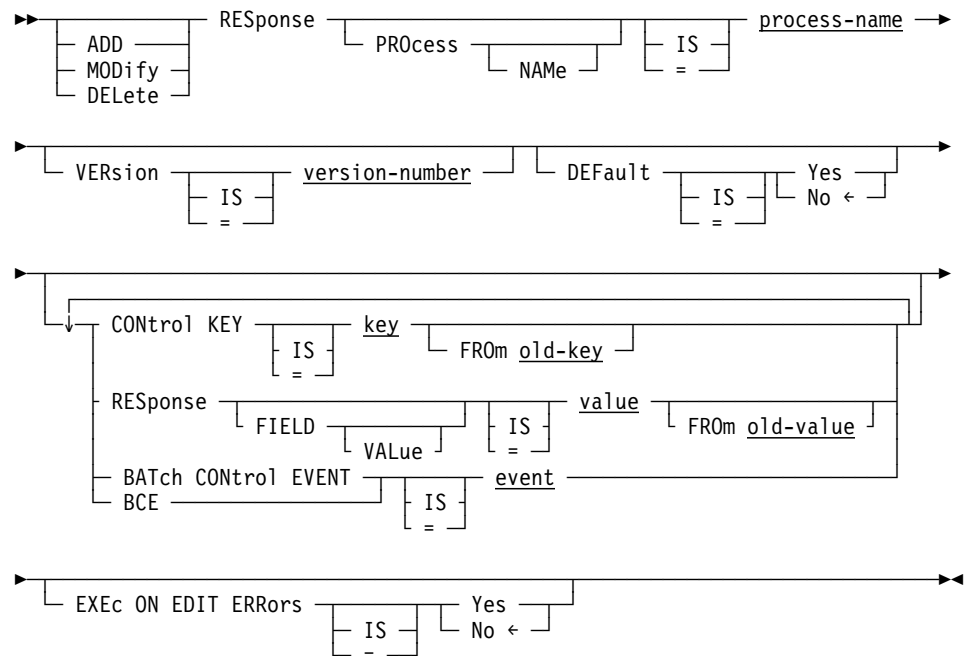 RESponse process-name
ADD PROcess IS
MODify NAMe =
DELete
VERsion version-number DEFault Yes
IS IS No ←
= =
CONtrol KEY key
IS FROm old-key
=
RESponse value
FIELD IS FROm old-value
VALue =
BATch CONtrol EVENT event
BCE IS
=
EXEc ON EDIT ERRors Yes
IS No ←
=